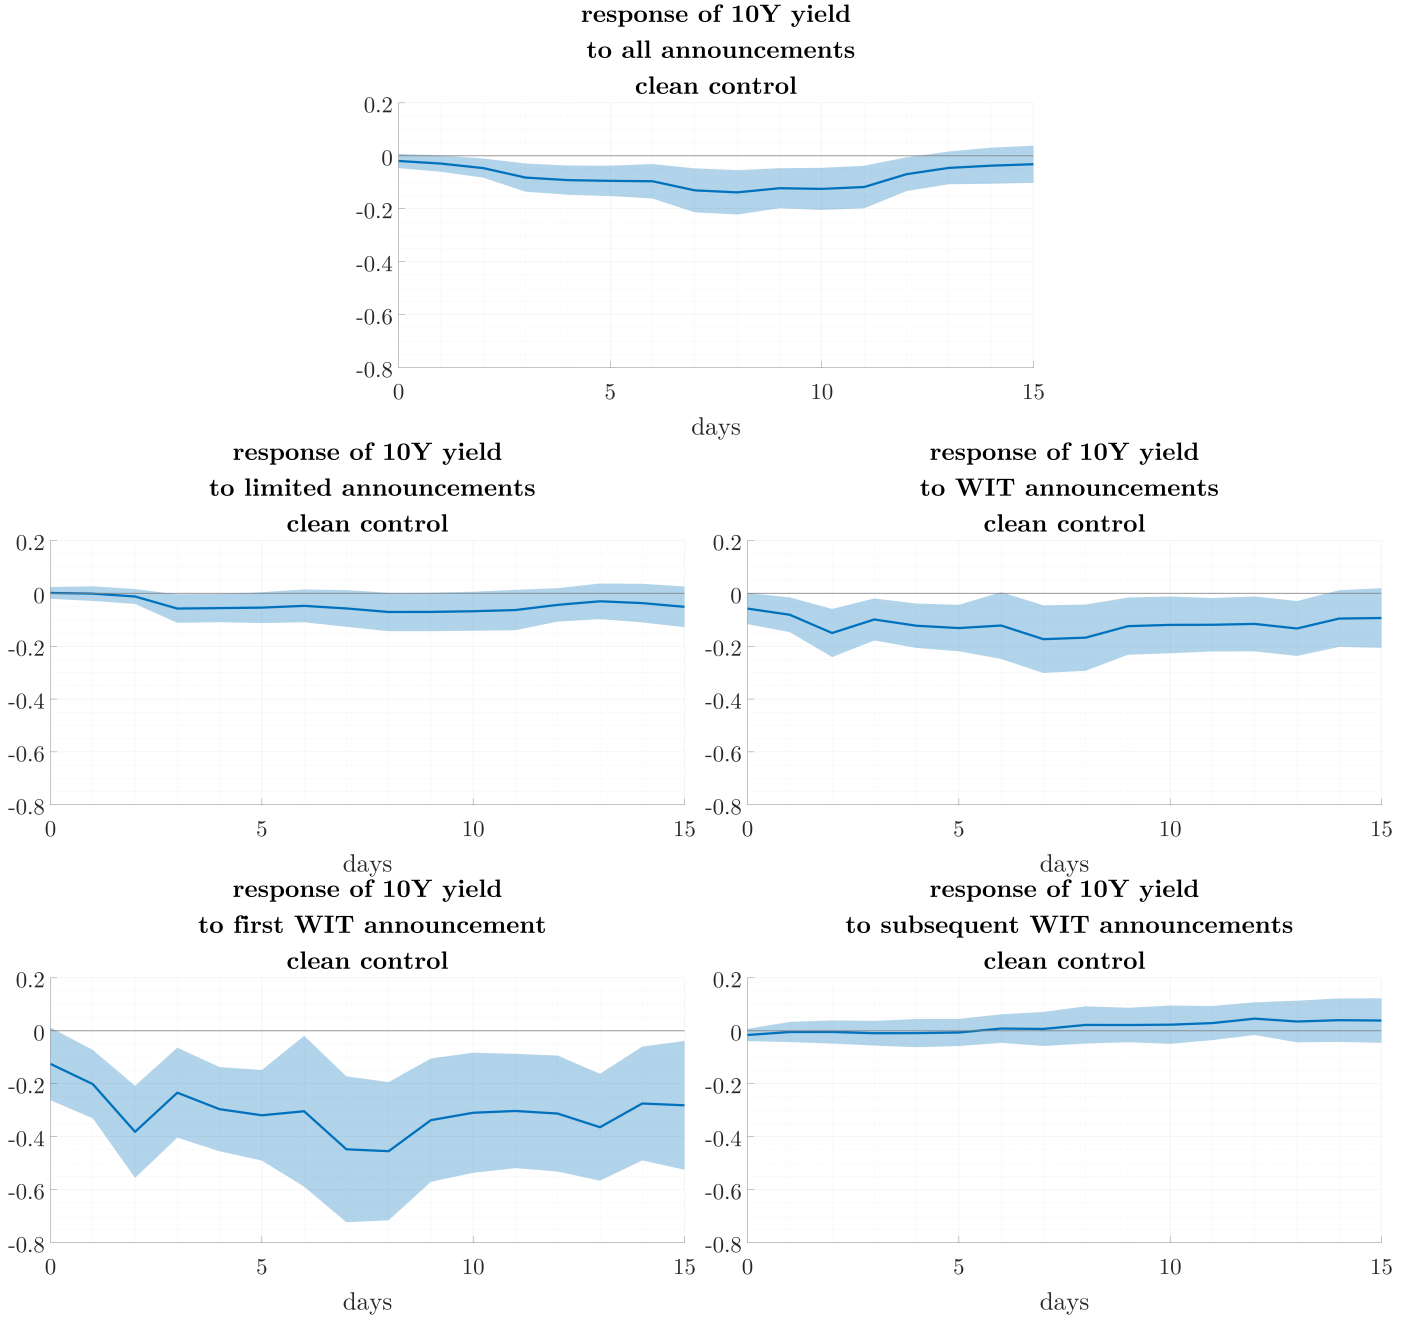 response of 10Y yield
to all announcements
clean control
0.2
0
-0.2
-0.4
-0.6
-0.8
0 5 10 15
days
response of 10Y yield
to limited announcements
clean control
0.2
0
-0.2
-0.4
-0.6
-0.8
0 5 10 15
days
response of 10Y yield
to WIT announcements
clean control
0.2
0
-0.2
-0.4
-0.6
-0.8
0 5 10 15
days
response of 10Y yield
to first WIT announcement
clean control
0.2
0
-0.2
-0.4
-0.6
-0.8
0 5 10 15
days
response of 10Y yield
to subsequent WIT announcements
clean control
0.2
0
-0.2
-0.4
-0.6
-0.8
0 5 10 15
days